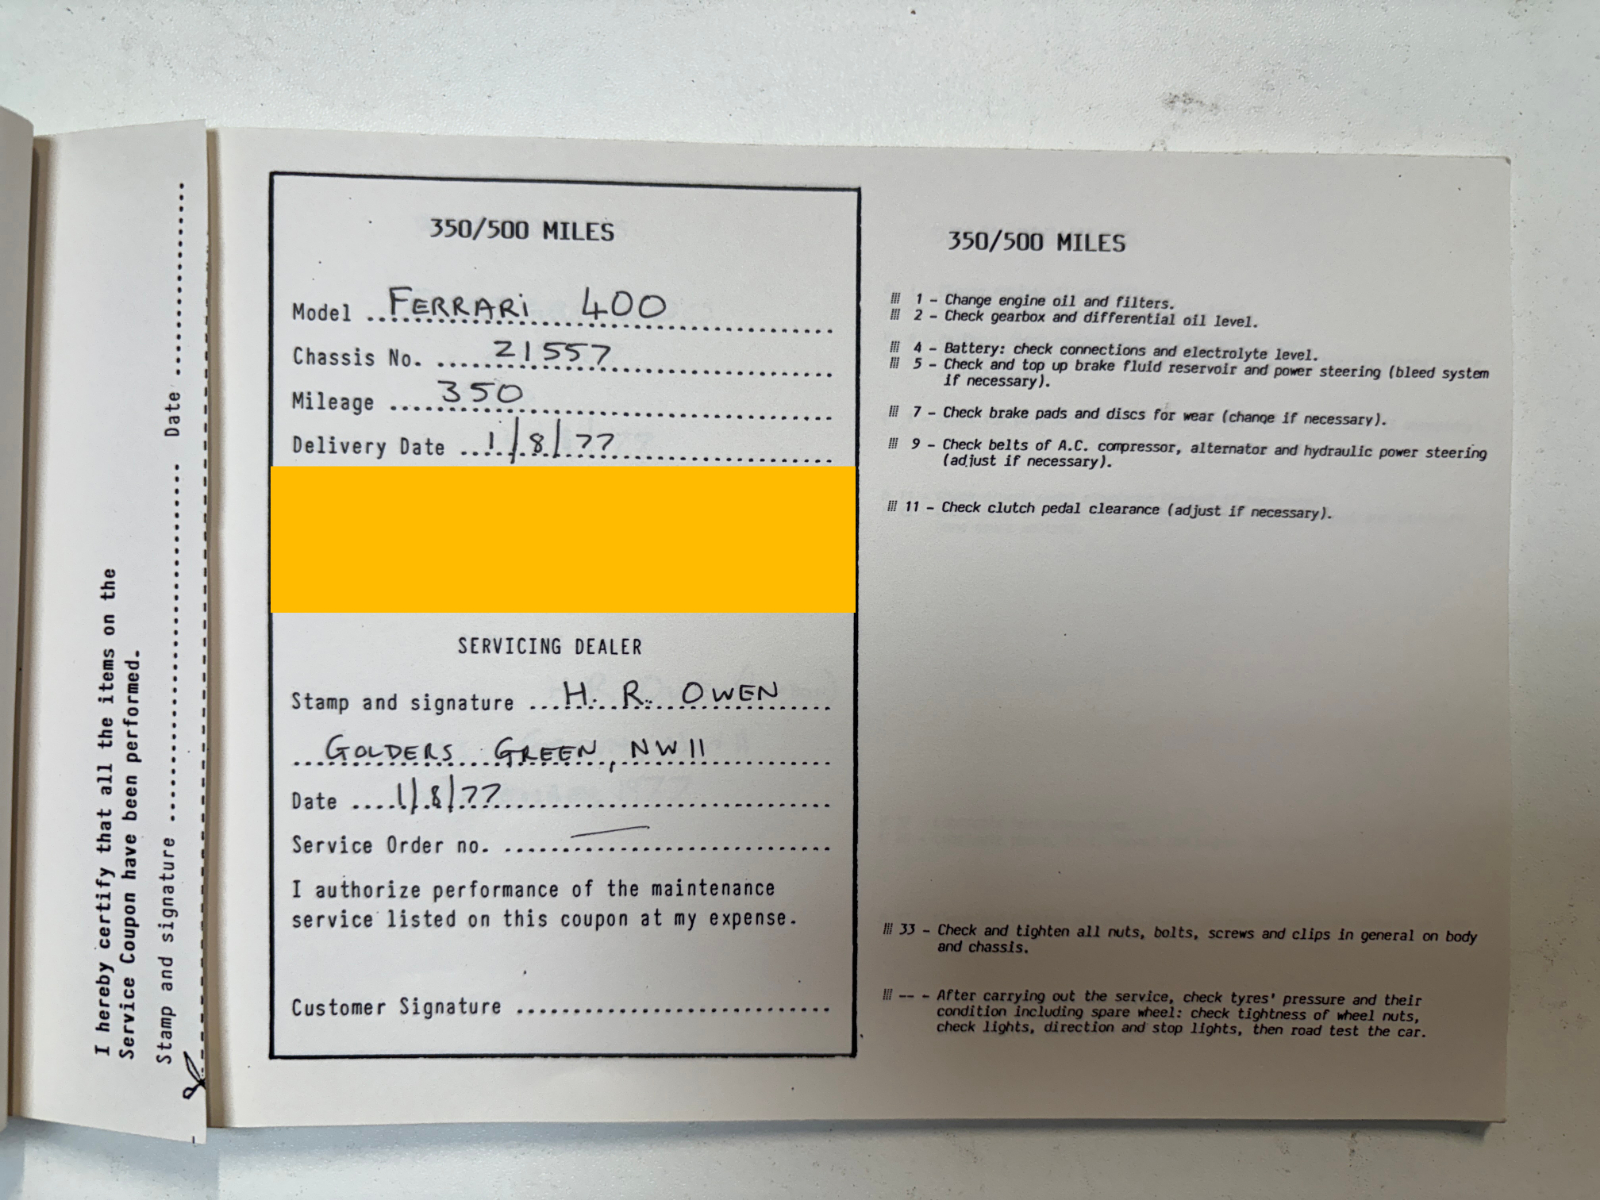 I hereby certify that all the items on the
Service Coupon have been performed.
Stamp and signature .................... Date ....................
350/500 MILES
Model ..FERRARi 400..
Chassis No. ....21557..
Mileage ....350..
Delivery Date ...1/8/77..
SERVICING DEALER
Stamp and signature ...H. R. OWEN..
...GOLDERS GREEN, NW11..
Date ....1/8/77..
Service Order no. ....................
I authorize performance of the maintenance
service listed on this coupon at my expense.
Customer Signature ....................
350/500 MILES
1 - Change engine oil and filters.
2 - Check gearbox and differential oil level.
4 - Battery: check connections and electrolyte level.
5 - Check and top up brake fluid reservoir and power steering (bleed system
if necessary).
7 - Check brake pads and discs for wear (change if necessary).
9 - Check belts of A.C. compressor, alternator and hydraulic power steering
(adjust if necessary).
11 - Check clutch pedal clearance (adjust if necessary).
33 - Check and tighten all nuts, bolts, screws and clips in general on body
and chassis.
-- - After carrying out the service, check tyres' pressure and their
condition including spare wheel: check tightness of wheel nuts,
check lights, direction and stop lights, then road test the car.